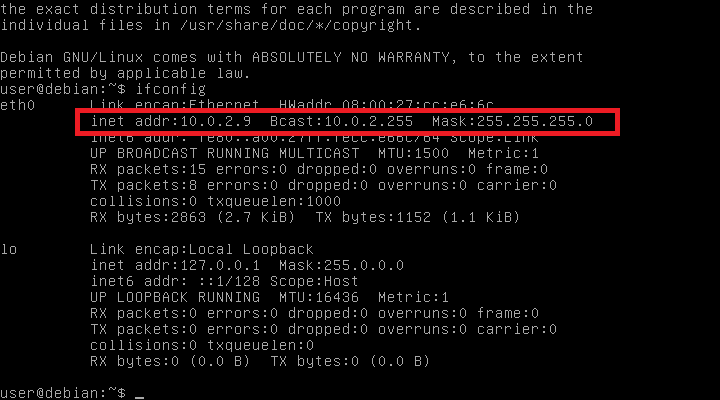 the exact distribution terms for each program are described in the
individual files in /usr/share/doc/*/copyright.
Debian GNU/Linux comes with ABSOLUTELY NO WARRANTY, to the extent
permitted by applicable law.
user@debian:~$ ifconfig
eth0 Link encap:Ethernet HWaddr 08:00:27:cc:e6:6c
inet addr:10.0.2.9 Bcast:10.0.2.255 Mask:255.255.255.0
inet6 addr: fe80::a00:27ff:fecc:e66c/64 Scope:Link
UP BROADCAST RUNNING MULTICAST MTU:1500 Metric:1
RX packets:15 errors:0 dropped:0 overruns:0 frame:0
TX packets:8 errors:0 dropped:0 overruns:0 carrier:0
collisions:0 txqueuelen:1000
RX bytes:2863 (2.7 KiB) TX bytes:1152 (1.1 KiB)
lo Link encap:Local Loopback
inet addr:127.0.0.1 Mask:255.0.0.0
inet6 addr: ::1/128 Scope:Host
UP LOOPBACK RUNNING MTU:16436 Metric:1
RX packets:0 errors:0 dropped:0 overruns:0 frame:0
TX packets:0 errors:0 dropped:0 overruns:0 carrier:0
collisions:0 txqueuelen:0
RX bytes:0 (0.0 B) TX bytes:0 (0.0 B)
user@debian:~$ _